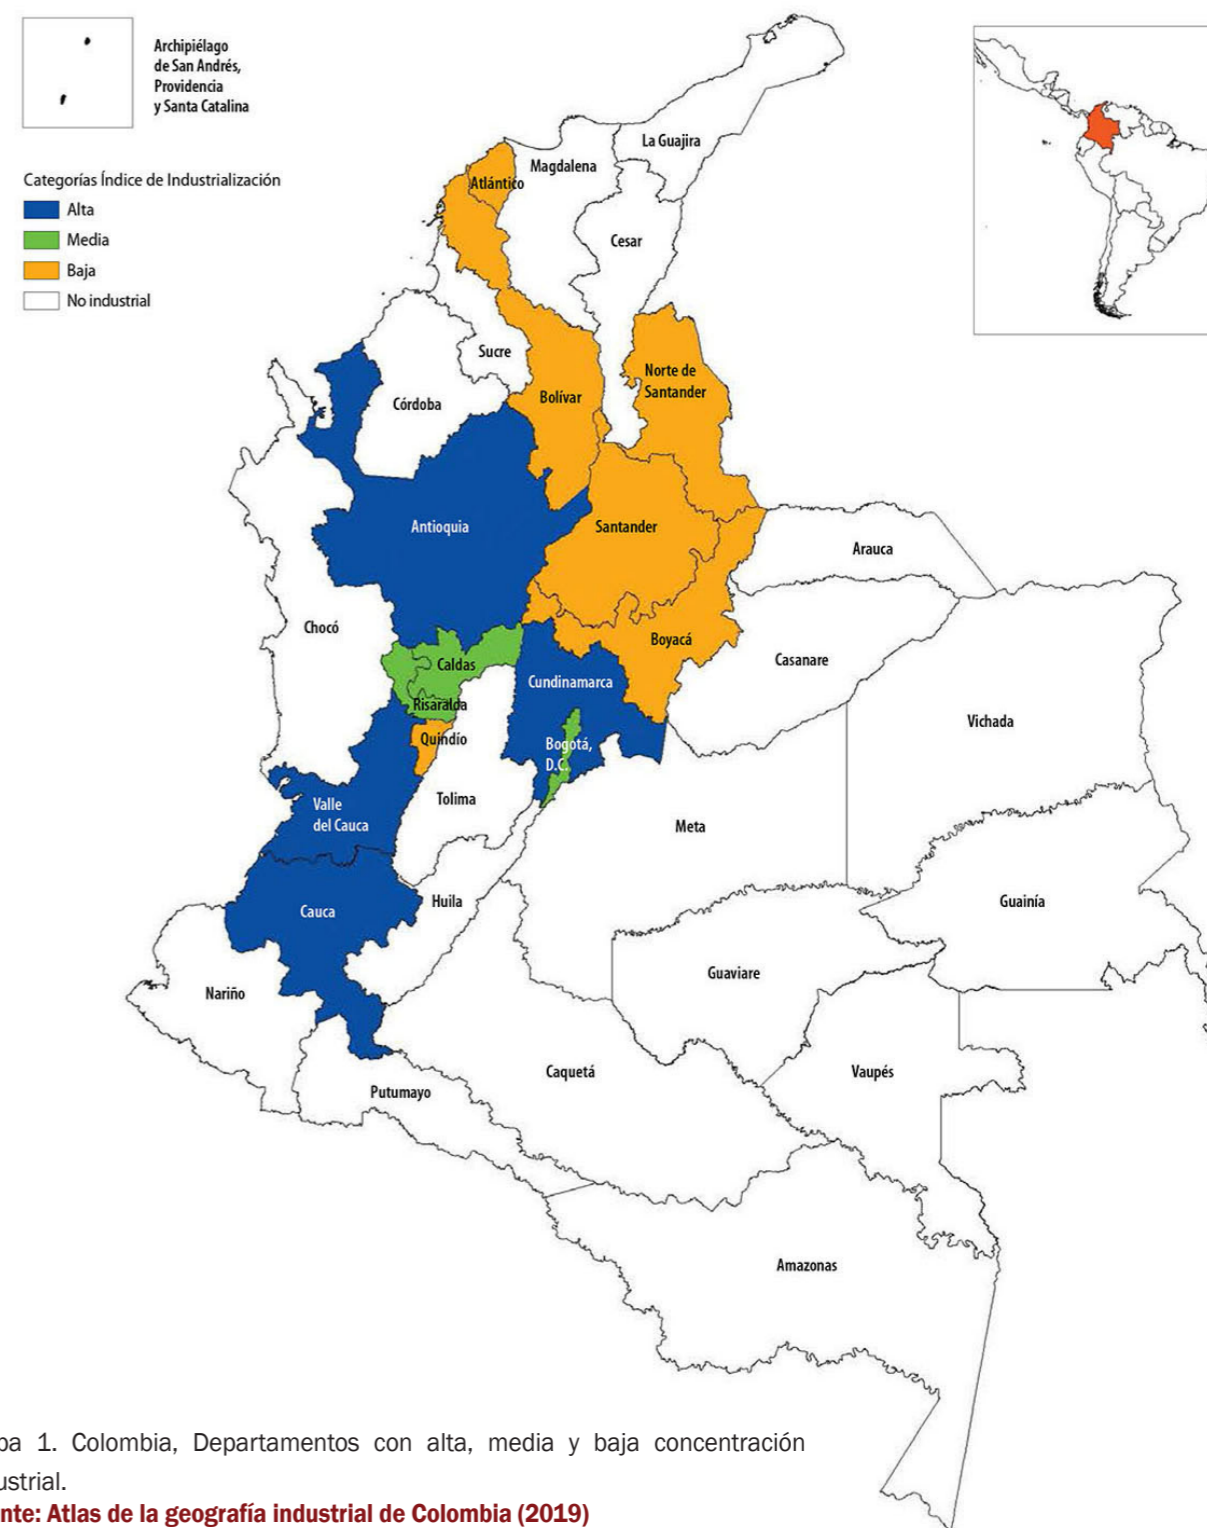 Archipiélago
de San Andrés,
Providencia
y Santa Catalina
Categorías Índice de Industrialización
Alta
Media
Baja
No industrial
La Guajira
Magdalena
Atlántico
Cesar
Sucre
Norte de
Santander
Bolívar
Córdoba
Antioquia
Santander
Arauca
Chocó
Boyacá
Caldas
Casanare
Cundinamarca
Risaralda
Vichada
Quindío
Bogotá,
D.C.
Tolima
Valle
del Cauca
Meta
Huila
Guainía
Cauca
Guaviare
Nariño
Caquetá
Vaupés
Putumayo
Amazonas
pa 1. Colombia, Departamentos con alta, media y baja concentración
ustrial.
nte: Atlas de la geografía industrial de Colombia (2019)